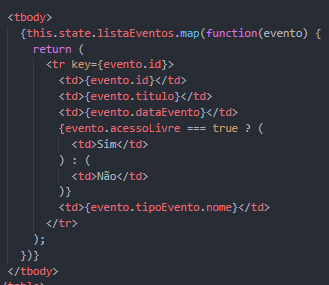 <tbody>
{this.state.listaEventos.map(function(evento) {
return (
<tr key={evento.id}>
<td>{evento.id}</td>
<td>{evento.titulo}</td>
<td>{evento.dataEvento}</td>
{evento.acessoLivre === true ? (
<td>Sim</td>
) : (
<td>Não</td>
)}
<td>{evento.tipoEvento.nome}</td>
</tr>
);
})}
</tbody>
</table>